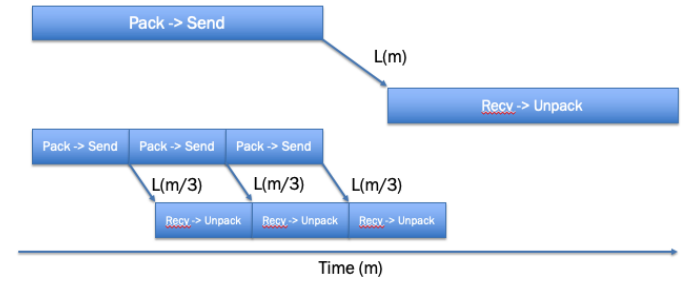 Pack -> Send
L(m)
Recv -> Unpack
Pack -> Send Pack -> Send Pack -> Send
L(m/3) L(m/3) L(m/3)
Recv -> Unpack Recv -> Unpack Recv -> Unpack
Time (m)